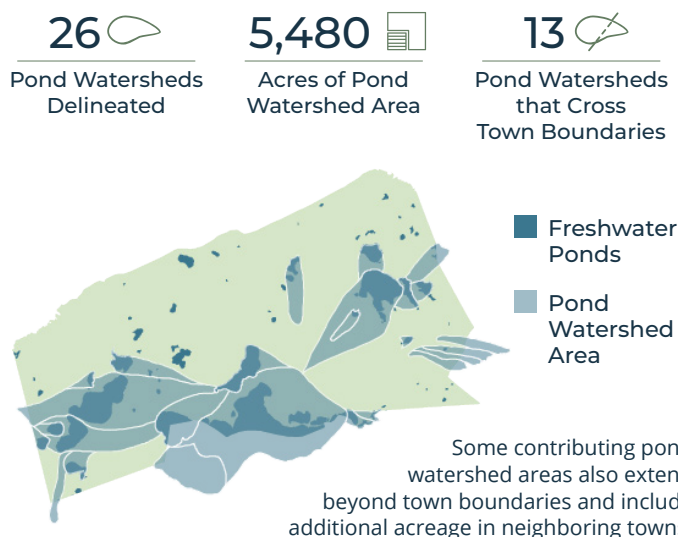 26
Pond Watersheds
Delineated
5,480
Acres of Pond
Watershed Area
13
Pond Watersheds
that Cross
Town Boundaries
Freshwater
Ponds
Pond
Watershed
Area
Some contributing pon
watershed areas also exten
beyond town boundaries and includ
additional acreage in neighboring town